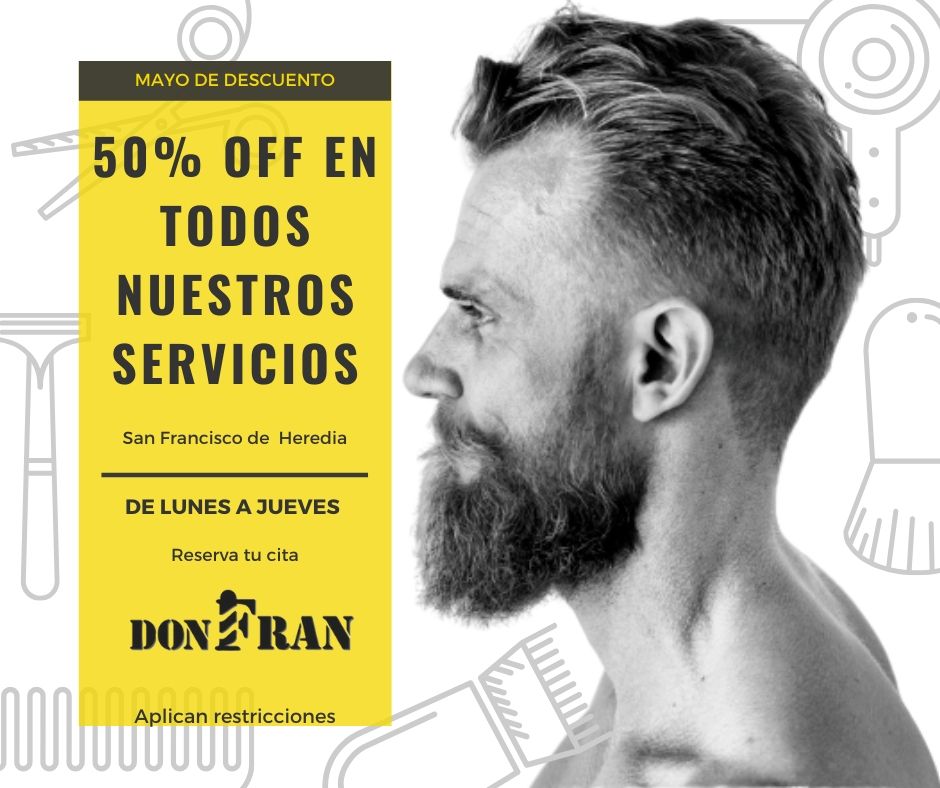 MAYO DE DESCUENTO
50% OFF EN
TODOS
NUESTROS
SERVICIOS
San Francisco de  Heredia
DE LUNES A JUEVES
Reserva tu cita
DON FRAN
Aplican restricciones